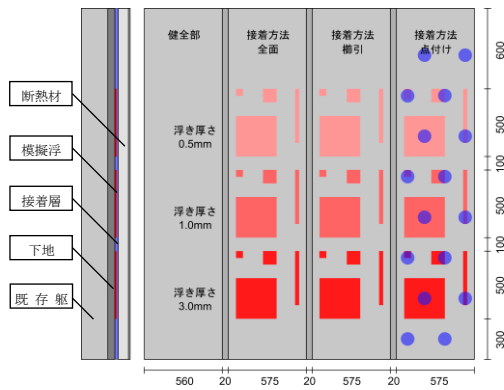 断熱材
模擬浮
接着層
下地
既 存 躯
健全部
接着方法
全面
接着方法
櫛引
接着方法
点付け
浮き厚さ
0.5mm
浮き厚さ
1.0mm
浮き厚さ
3.0mm
600
500
100
500
100
500
300
560
20
575
20
575
20
575